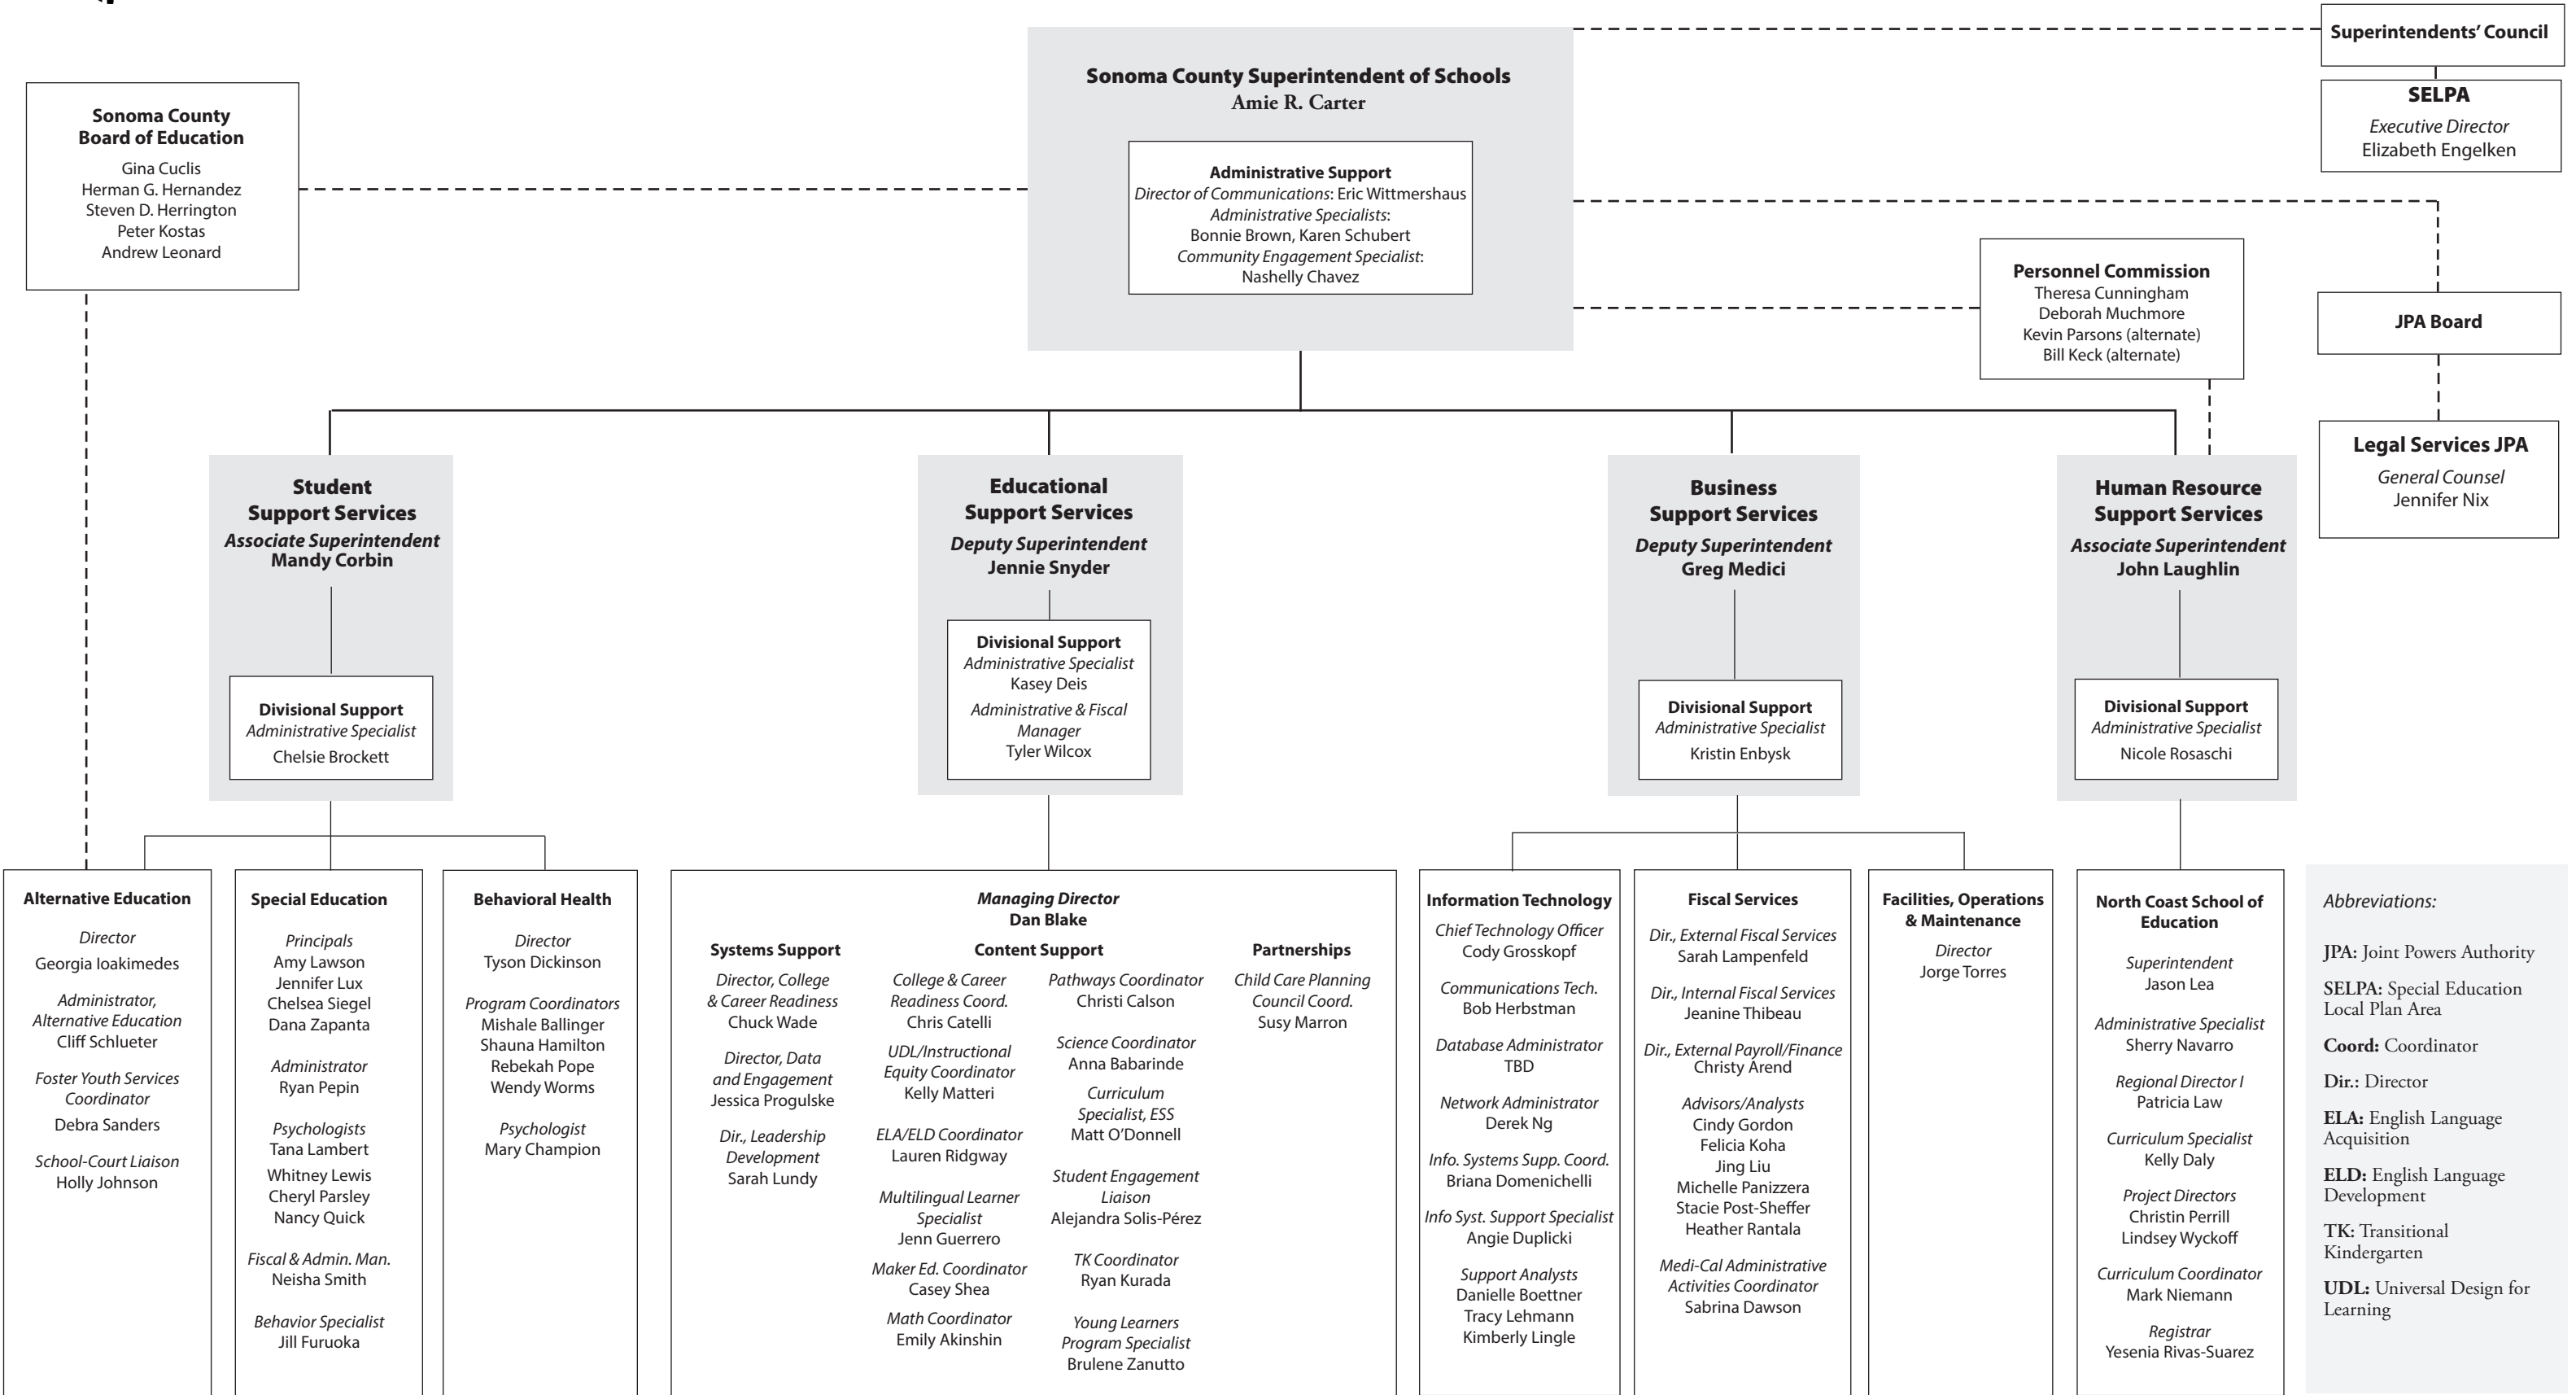 Sonoma County Superintendent of Schools
Amie R. Carter
Administrative Support
Director of Communications: Eric Wittmershaus
Administrative Specialists:
Bonnie Brown, Karen Schubert
Community Engagement Specialist:
Nashelly Chavez
Sonoma County
Board of Education
Gina Cuclis
Herman G. Hernandez
Steven D. Herrington
Peter Kostas
Andrew Leonard
Superintendents’ Council
SELPA
Executive Director
Elizabeth Engelken
Personnel Commission
Theresa Cunningham
Deborah Muchmore
Kevin Parsons (alternate)
Bill Keck (alternate)
JPA Board
Legal Services JPA
General Counsel
Jennifer Nix
Student
Support Services
Associate Superintendent
Mandy Corbin
Divisional Support
Administrative Specialist
Chelsie Brockett
Educational
Support Services
Deputy Superintendent
Jennie Snyder
Divisional Support
Administrative Specialist
Kasey Deis
Administrative & Fiscal
Manager
Tyler Wilcox
Business
Support Services
Deputy Superintendent
Greg Medici
Divisional Support
Administrative Specialist
Kristin Enbysk
Human Resource
Support Services
Associate Superintendent
John Laughlin
Divisional Support
Administrative Specialist
Nicole Rosaschi
Alternative Education
Director
Georgia Ioakimedes
Administrator,
Alternative Education
Cliff Schlueter
Foster Youth Services
Coordinator
Debra Sanders
School-Court Liaison
Holly Johnson
Special Education
Principals
Amy Lawson
Jennifer Lux
Chelsea Siegel
Dana Zapanta
Administrator
Ryan Pepin
Psychologists
Tana Lambert
Whitney Lewis
Cheryl Parsley
Nancy Quick
Fiscal & Admin. Man.
Neisha Smith
Behavior Specialist
Jill Furuoka
Behavioral Health
Director
Tyson Dickinson
Program Coordinators
Mishale Ballinger
Shauna Hamilton
Rebekah Pope
Wendy Worms
Psychologist
Mary Champion
Managing Director
Dan Blake
Systems Support
Director, College
& Career Readiness
Chuck Wade
Director, Data
and Engagement
Jessica Progulske
Dir., Leadership
Development
Sarah Lundy
Content Support
College & Career
Readiness Coord.
Chris Catelli
UDL/Instructional
Equity Coordinator
Kelly Matteri
ELA/ELD Coordinator
Lauren Ridgway
Multilingual Learner
Specialist
Jenn Guerrero
Maker Ed. Coordinator
Casey Shea
Math Coordinator
Emily Akinshin
Pathways Coordinator
Christi Calson
Science Coordinator
Anna Babarinde
Curriculum
Specialist, ESS
Matt O’Donnell
Student Engagement
Liaison
Alejandra Solis-Pérez
TK Coordinator
Ryan Kurada
Young Learners
Program Specialist
Brulene Zanutto
Partnerships
Child Care Planning
Council Coord.
Susy Marron
Information Technology
Chief Technology Officer
Cody Grosskopf
Communications Tech.
Bob Herbstman
Database Administrator
TBD
Network Administrator
Derek Ng
Info. Systems Supp. Coord.
Briana Domenichelli
Info Syst. Support Specialist
Angie Duplicki
Support Analysts
Danielle Boettner
Tracy Lehmann
Kimberly Lingle
Fiscal Services
Dir., External Fiscal Services
Sarah Lampenfeld
Dir., Internal Fiscal Services
Jeanine Thibeau
Dir., External Payroll/Finance
Christy Arend
Advisors/Analysts
Cindy Gordon
Felicia Koha
Jing Liu
Michelle Panizzera
Stacie Post-Sheffer
Heather Rantala
Medi-Cal Administrative
Activities Coordinator
Sabrina Dawson
Facilities, Operations
& Maintenance
Director
Jorge Torres
North Coast School of
Education
Superintendent
Jason Lea
Administrative Specialist
Sherry Navarro
Regional Director I
Patricia Law
Curriculum Specialist
Kelly Daly
Project Directors
Christin Perrill
Lindsey Wyckoff
Curriculum Coordinator
Mark Niemann
Registrar
Yesenia Rivas-Suarez
Abbreviations:
JPA: Joint Powers Authority
SELPA: Special Education
Local Plan Area
Coord: Coordinator
Dir.: Director
ELA: English Language
Acquisition
ELD: English Language
Development
TK: Transitional
Kindergarten
UDL: Universal Design for
Learning